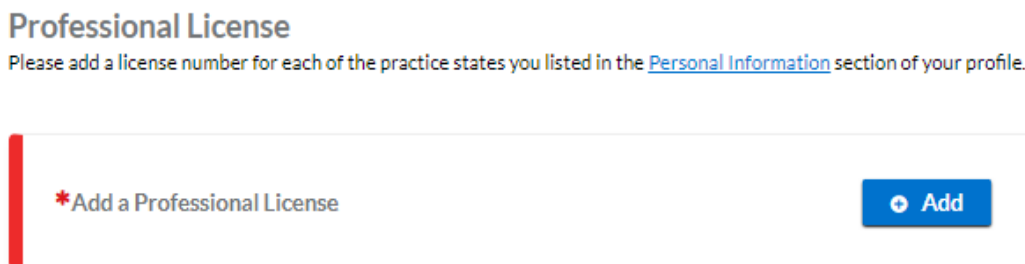 Professional License
Please add a license number for each of the practice states you listed in the Personal Information section of your profile.
*Add a Professional License
Add